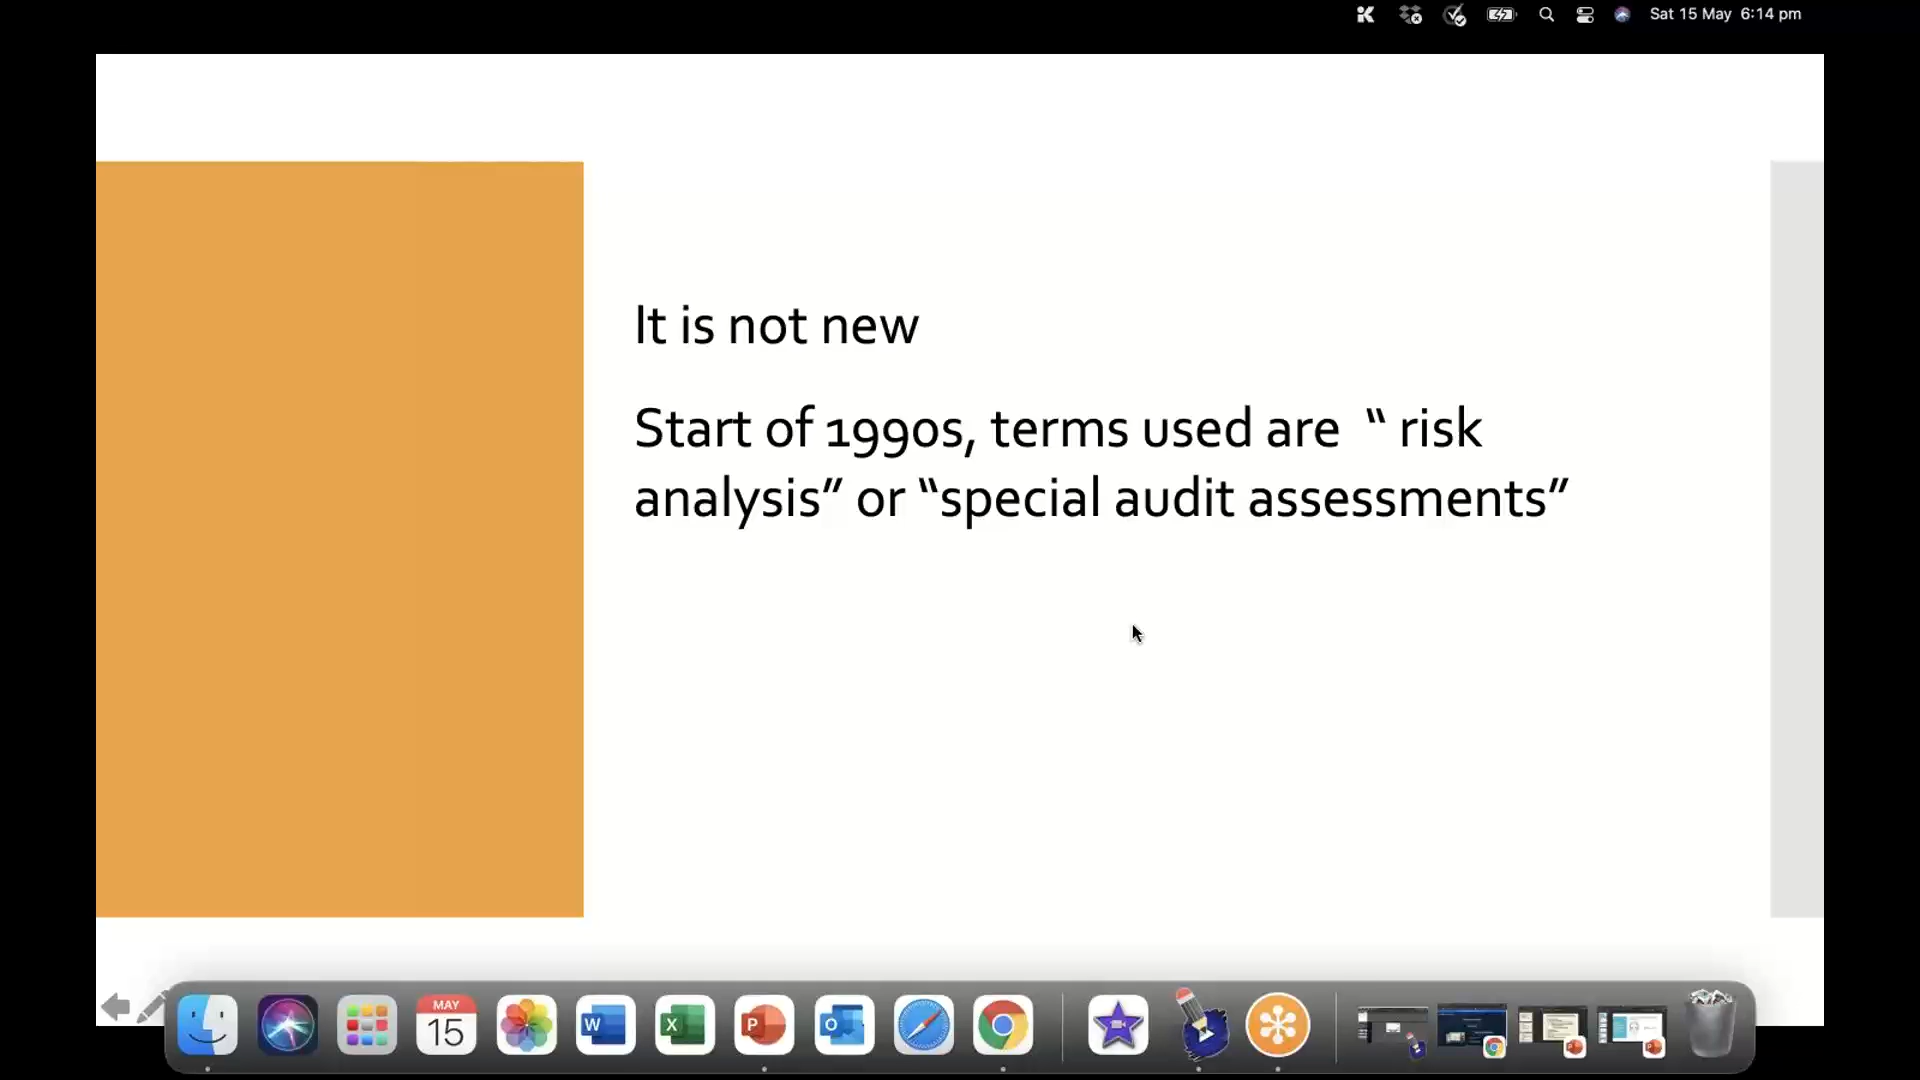 Sat 15 May 6:14 pm
It is not new
Start of 1990s, terms used are “ risk
analysis” or “special audit assessments”
MAY
15
W
X
P
O